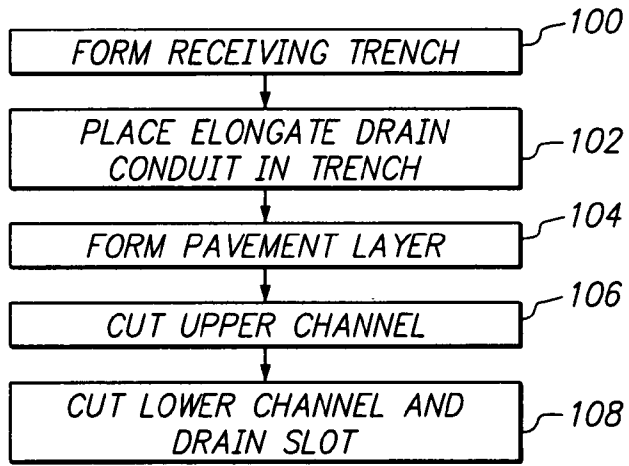 100
FORM RECEIVING TRENCH
PLACE ELONGATE DRAIN
CONDUIT IN TRENCH
102
FORM PAVEMENT LAYER
104
CUT UPPER CHANNEL
106
CUT LOWER CHANNEL AND
DRAIN SLOT
108